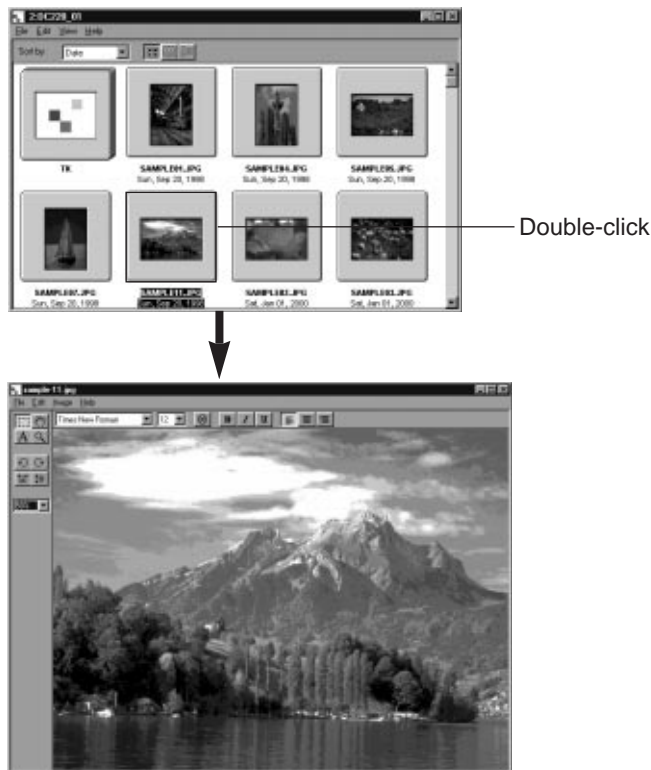 2:DC220_01
File Edit View Help
Sort by: Date
TK
SAMPLE01.JPG
Sun, Sep 20, 1998
SAMPLE04.JPG
Sun, Sep 20, 1998
SAMPLE05.JPG
Sun, Sep 20, 1998
Double-click
SAMPLE07.JPG
Sun, Sep 20, 1998
SAMPLE11.JPG
Sun, Sep 20, 1998
SAMPLE02.JPG
Sat, Jan 01, 2000
SAMPLE03.JPG
Sat, Jan 01, 2000
sample-11.jpg
File Edit Image Help
Times New Roman 12 B I U
A